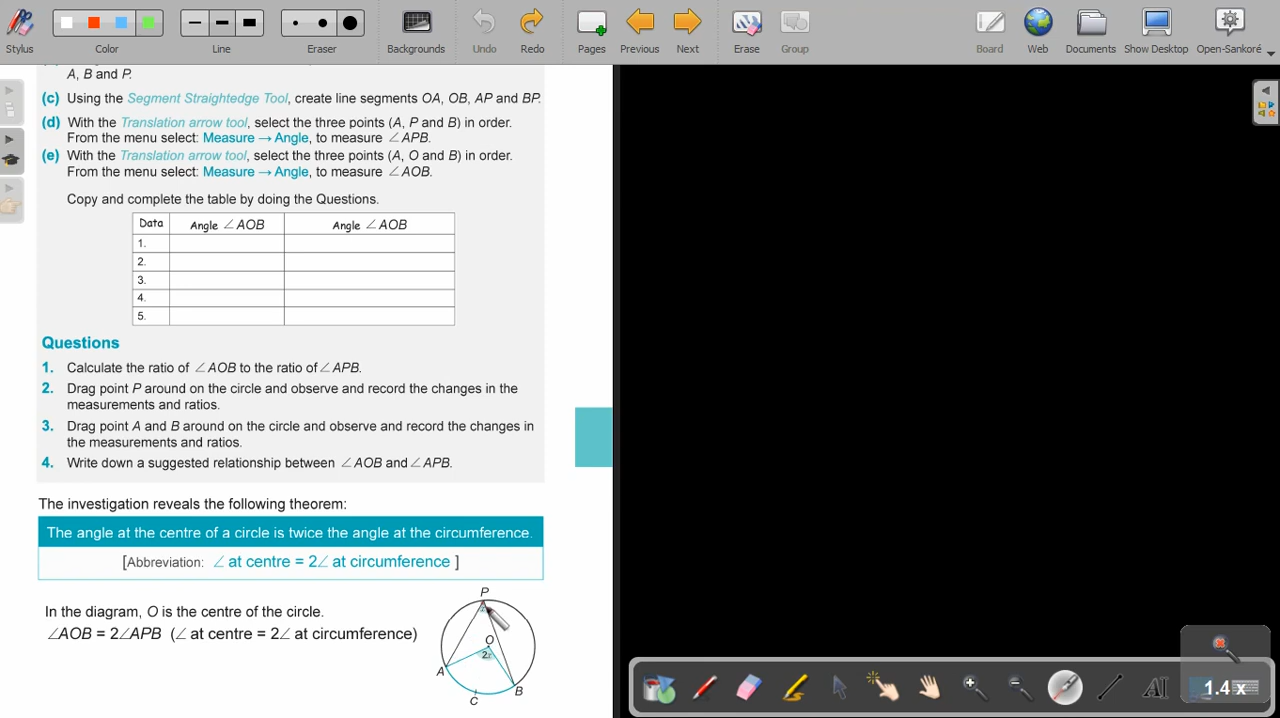 Stylus
Color
Line
Eraser
Backgrounds
Undo
Redo
Pages
Previous
Next
Erase
Group
Board
Web
Documents
Show Desktop
Open-Sankoré
A, B and P.
(c) Using the Segment Straightedge Tool, create line segments OA, OB, AP and BP.
(d) With the Translation arrow tool, select the three points (A, P and B) in order.
From the menu select: Measure → Angle, to measure ∠APB.
(e) With the Translation arrow tool, select the three points (A, O and B) in order.
From the menu select: Measure → Angle, to measure ∠AOB.
Copy and complete the table by doing the Questions.
Data Angle ∠AOB Angle ∠AOB
1.
2.
3.
4.
5.
Questions
1. Calculate the ratio of ∠AOB to the ratio of ∠APB.
2. Drag point P around on the circle and observe and record the changes in the
measurements and ratios.
3. Drag point A and B around on the circle and observe and record the changes in
the measurements and ratios.
4. Write down a suggested relationship between ∠AOB and ∠APB.
The investigation reveals the following theorem:
The angle at the centre of a circle is twice the angle at the circumference.
[Abbreviation: ∠ at centre = 2∠ at circumference ]
In the diagram, O is the centre of the circle.
∠AOB = 2∠APB (∠ at centre = 2∠ at circumference)
P
O
A
B
C
AI
1.4 x